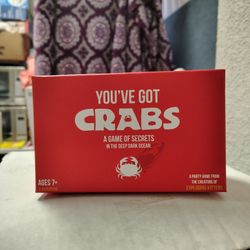 YOU'VE GOT
CRABS
A GAME OF SECRETS
IN THE DEEP DARK OCEAN
AGES 7+
A PARTY GAME FROM
THE CREATORS OF
EXPLODING KITTENS